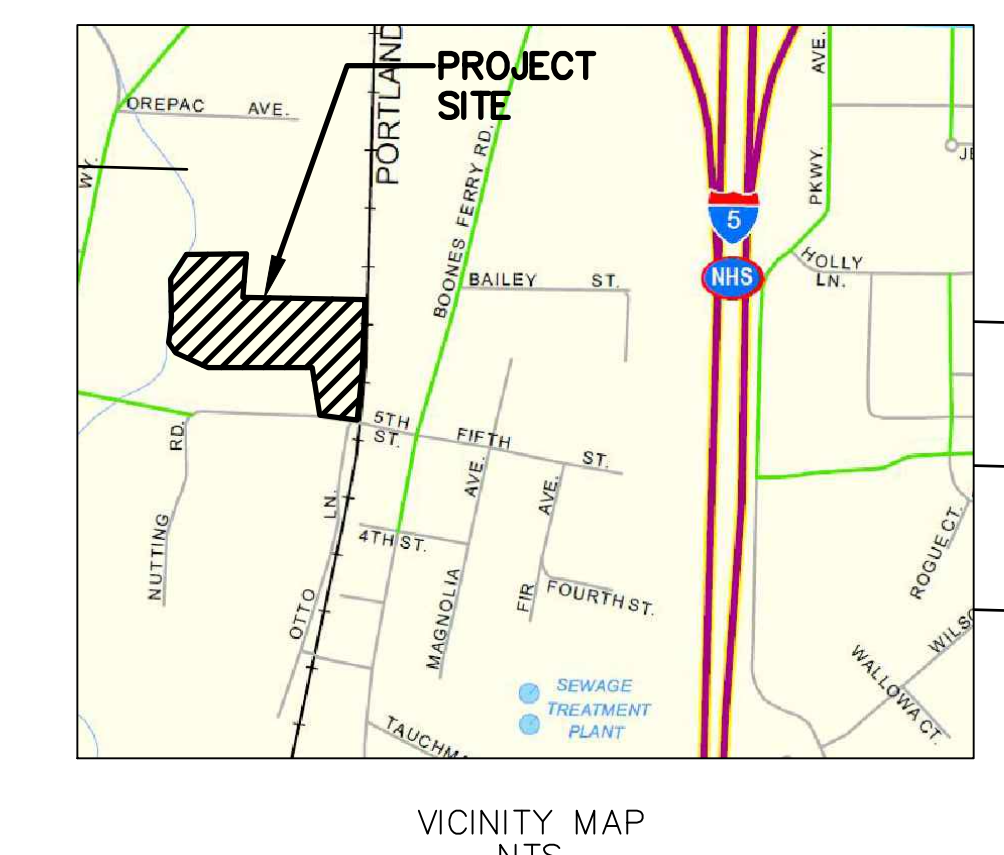 OREPAC AVE.
PORTLAND
PROJECT
SITE
AVE.
WY.
BOONES FERRY RD.
PKWY.
5
NHS
HOLLY
LN.
BAILEY ST.
5TH
ST.
FIFTH ST.
RD.
NUTTING
LN.
OTTO
AVE.
MAGNOLIA
AVE.
FIR
4TH ST.
FOURTH ST.
ROGUE CT.
WALLOWA CT.
SEWAGE
TREATMENT
PLANT
VICINITY MAP
NTS